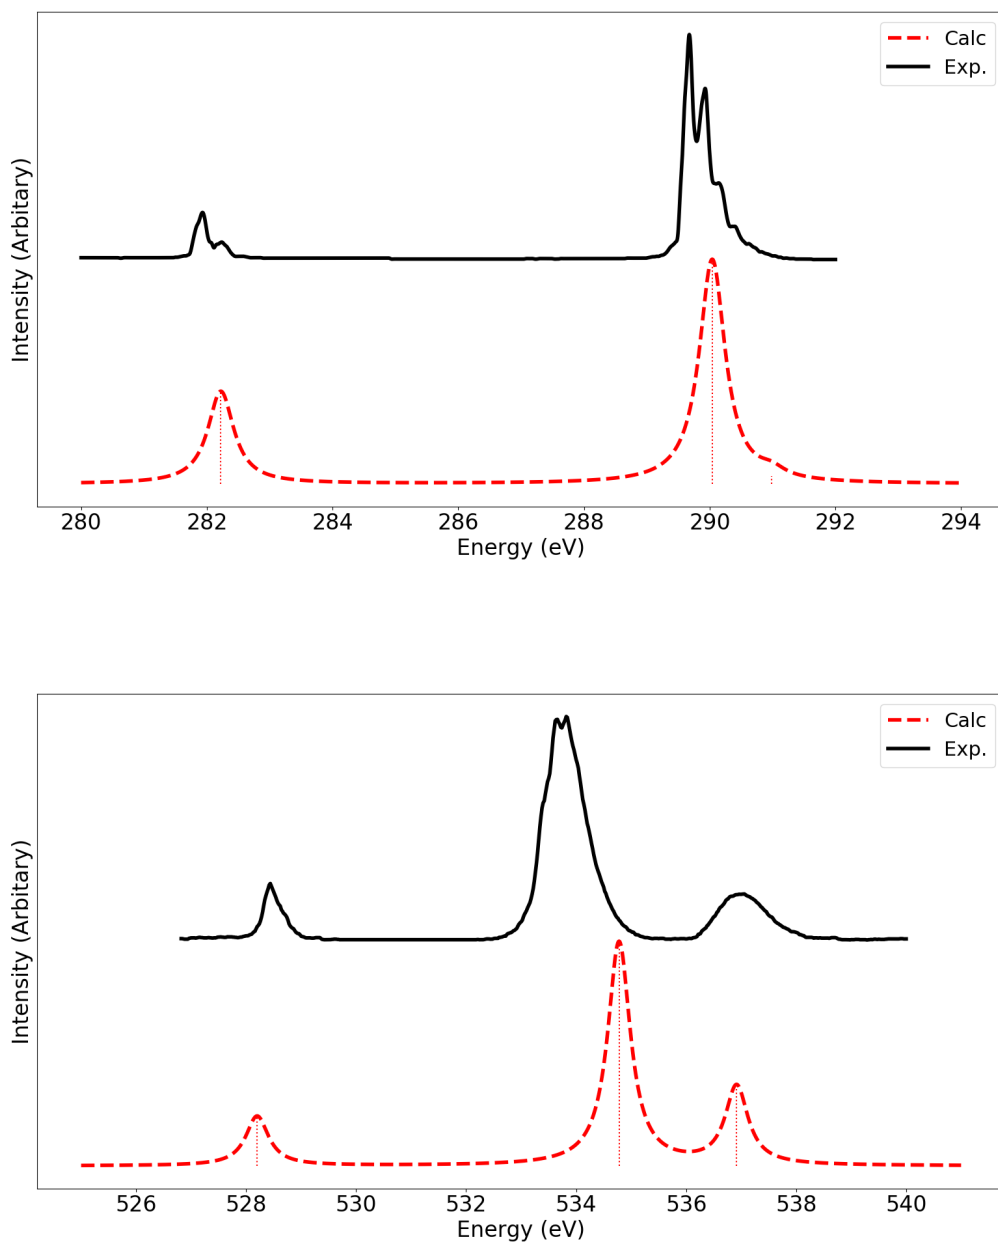 Calc
Exp.
Intensity (Arbitary)
280 282 284 286 288 290 292 294
Energy (eV)
Calc
Exp.
Intensity (Arbitary)
526 528 530 532 534 536 538 540
Energy (eV)